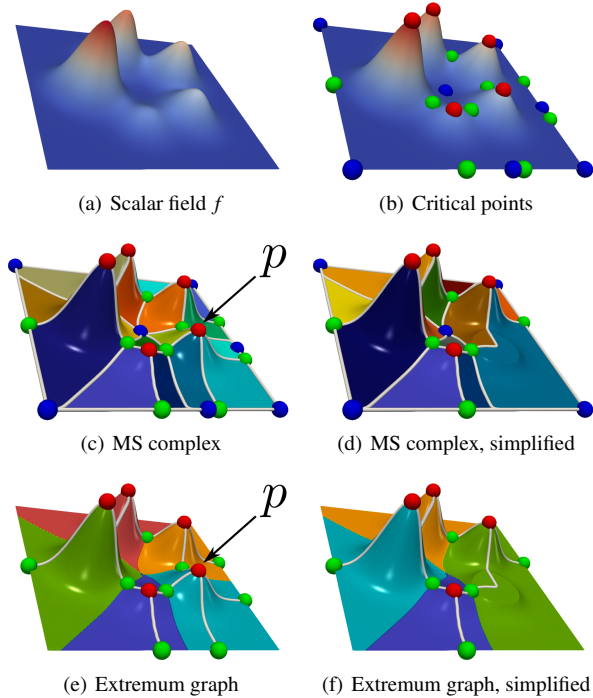 (a) Scalar field f
(b) Critical points
p
(c) MS complex
(d) MS complex, simplified
p
(e) Extremum graph
(f) Extremum graph, simplified